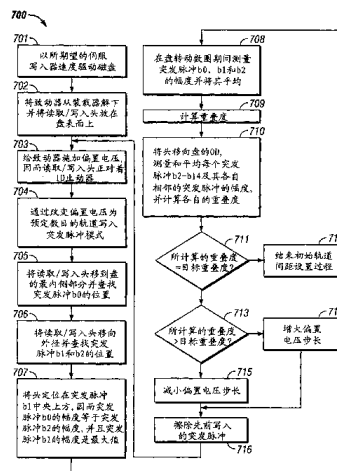 700
701
以所期望的伺服
写入器速度驱动磁盘
702
将致动器从装载器解下
并将读取/写入头放在
盘表面上
703
给致动器施加偏置电压，
因而读取/写入头正对着
ID止动器
704
通过改变偏置电压为
预定数目的轨道写入
突发脉冲模式
705
将读取/写入头移到盘
的最内侧部分并查找
突发脉冲b0的位置
706
将读取/写入头移向
外径并查找突发
脉冲b1和b2的位置
707
将头定位在突发脉冲
b1中央上方，因而突发
脉冲b0的幅度等于突发
脉冲b2的幅度，并且突发
脉冲b1的幅度是最大值
708
在盘转动数圈期间测量
突发脉冲b0，b1和b2
的幅度并将其平均
709
计算重叠度
710
将头移向盘的OD，
测量和平均每个突发
脉冲b2-b14及其各自
相邻的突发脉冲的幅度，
并计算各自的重叠度
711
所计算的重叠度
=目标重叠度？
结束初始轨道
间距设置过程
713
所计算的重叠度
>目标重叠度？
增大偏置
电压步长
715
减小偏置电压步长
擦除先前写
入的突发脉冲
716